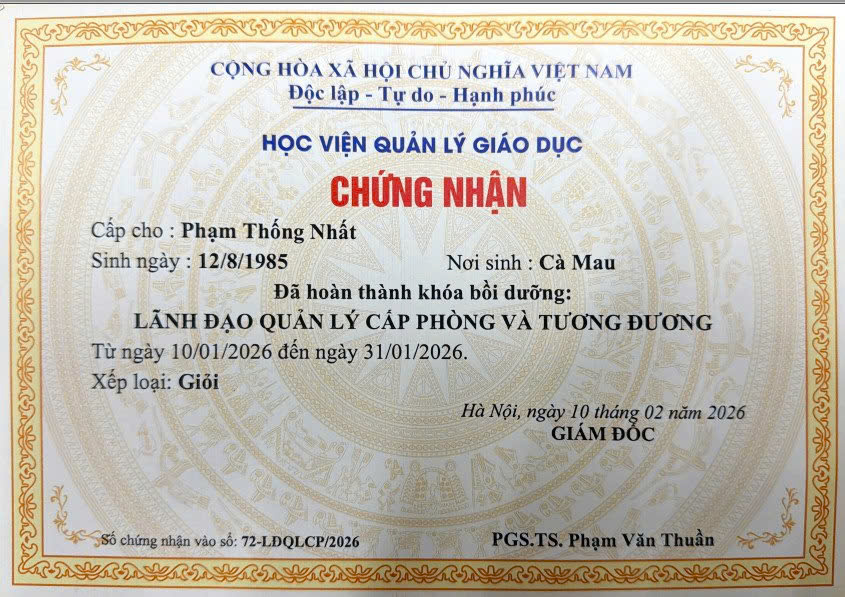 CỘNG HÒA XÃ HỘI CHỦ NGHĨA VIỆT NAM
Độc lập - Tự do - Hạnh phúc
HỌC VIỆN QUẢN LÝ GIÁO DỤC
CHỨNG NHẬN
Cấp cho : Phạm Thống Nhất
Sinh ngày : 12/8/1985 Nơi sinh : Cà Mau
Đã hoàn thành khóa bồi dưỡng:
LÃNH ĐẠO QUẢN LÝ CẤP PHÒNG VÀ TƯƠNG ĐƯƠNG
Từ ngày 10/01/2026 đến ngày 31/01/2026.
Xếp loại: Giỏi
Hà Nội, ngày 10 tháng 02 năm 2026
GIÁM ĐỐC
Số chứng nhận vào sổ: 72-LĐQLCP/2026 PGS.TS. Phạm Văn Thuần